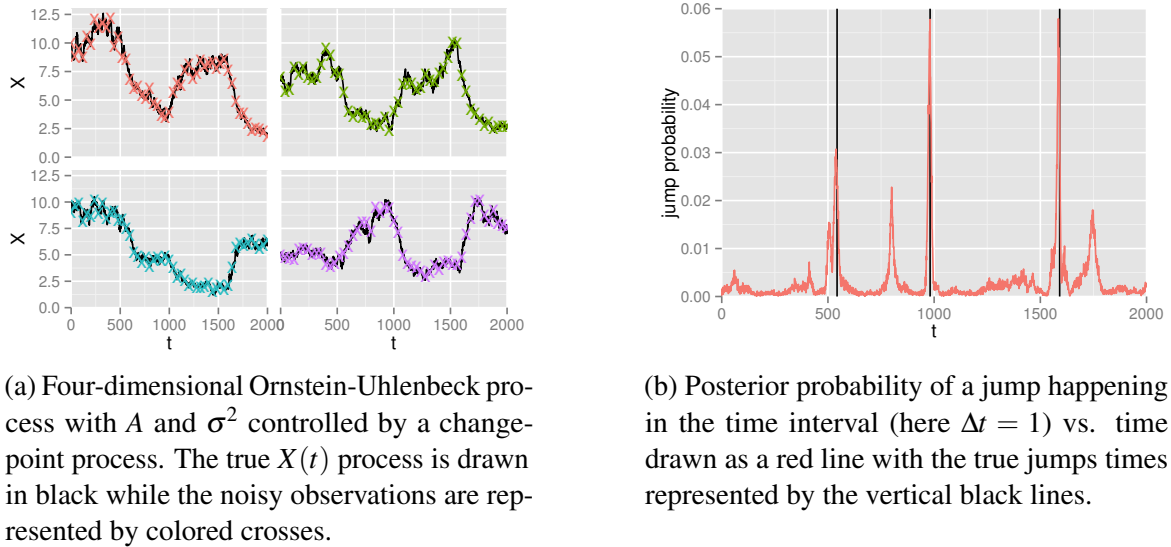 12.5
10.0
7.5
5.0
2.5
0.0
X
12.5
10.0
7.5
5.0
2.5
0.0
X
0 500 1000 1500 2000 500 1000 1500 2000
t t
0.06
0.05
0.04
0.03
0.02
0.01
0.00
jump probability
0 500 1000 1500 2000
t
(a) Four-dimensional Ornstein-Uhlenbeck pro-
cess with A and σ² controlled by a change-
point process. The true X(t) process is drawn
in black while the noisy observations are rep-
resented by colored crosses.
(b) Posterior probability of a jump happening
in the time interval (here Δt = 1) vs. time
drawn as a red line with the true jumps times
represented by the vertical black lines.